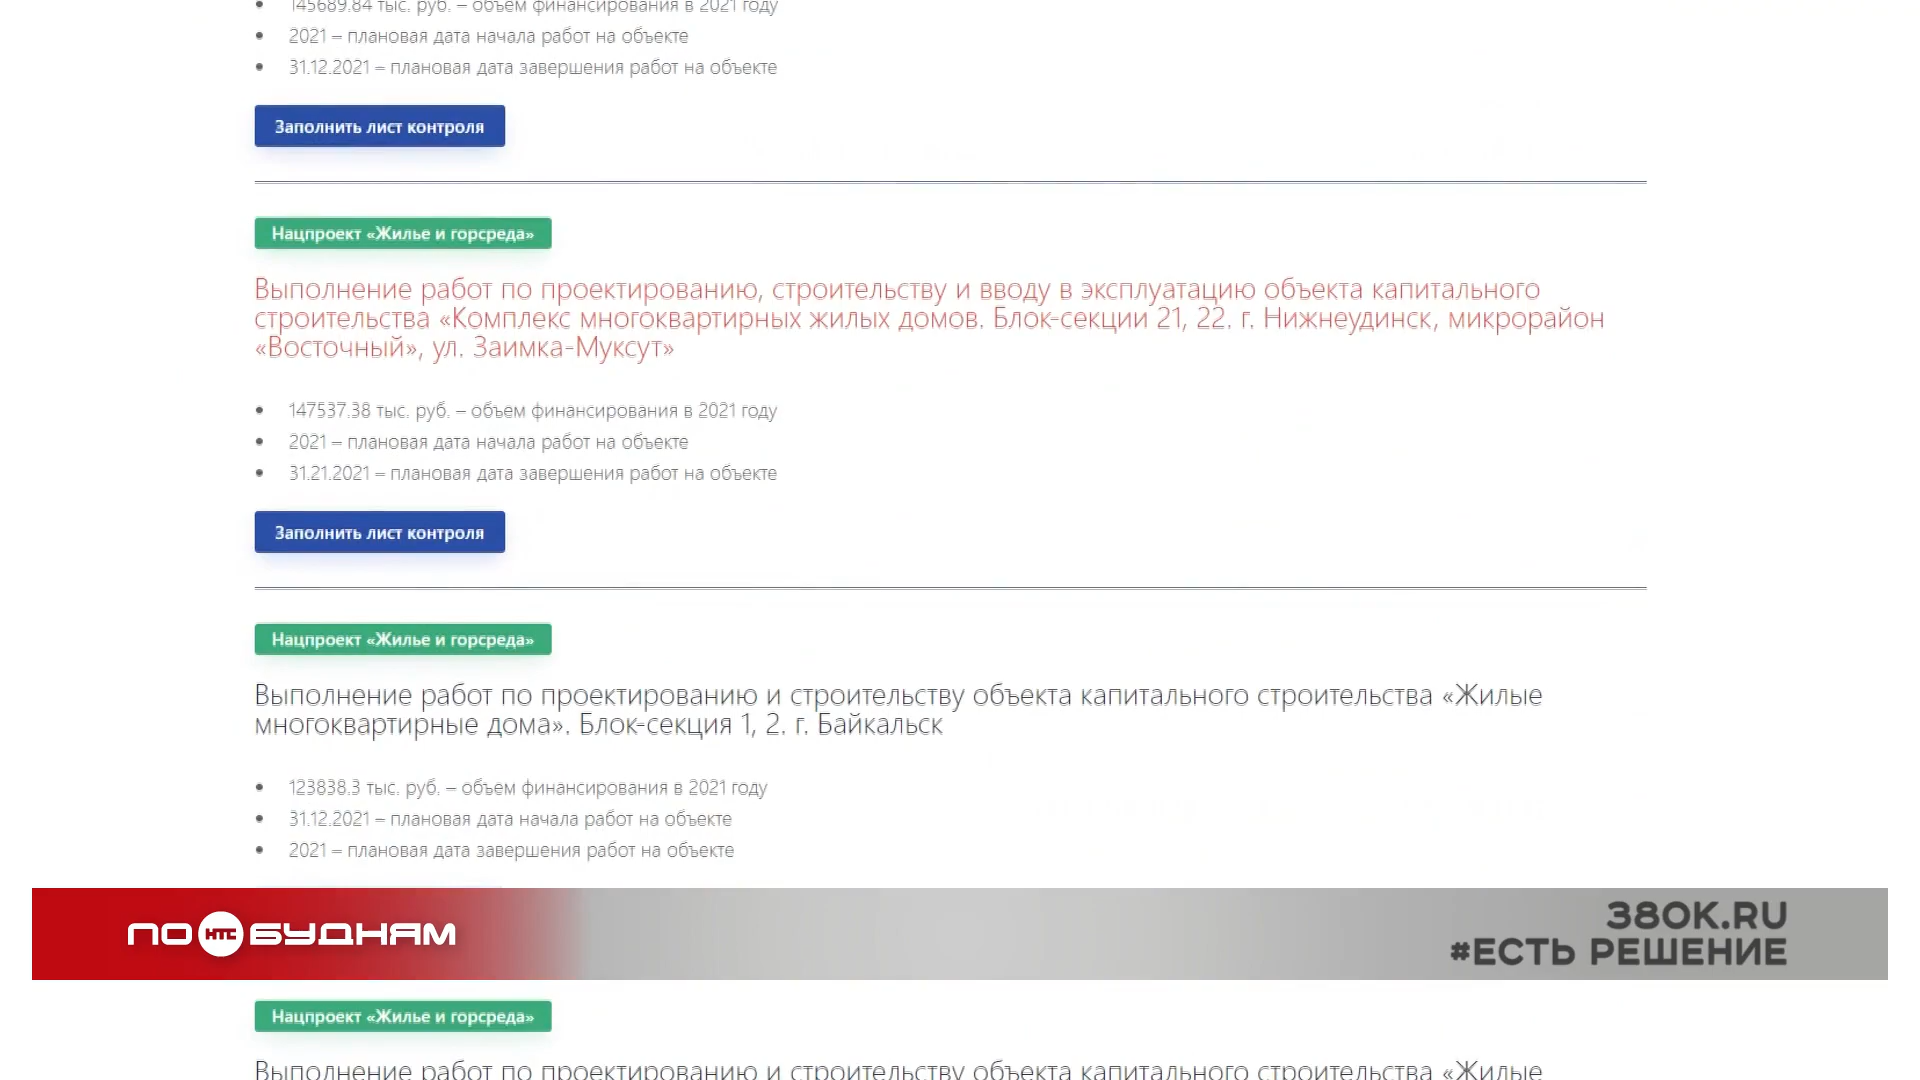 145689.84 тыс. руб. – объем финансирования в 2021 году
2021 – плановая дата начала работ на объекте
31.12.2021 – плановая дата завершения работ на объекте
Заполнить лист контроля
Нацпроект «Жилье и горсреда»
Выполнение работ по проектированию, строительству и вводу в эксплуатацию объекта капитального
строительства «Комплекс многоквартирных жилых домов. Блок-секции 21, 22. г. Нижнеудинск, микрорайон
«Восточный», ул. Заимка-Муксут»
147537.38 тыс. руб. – объем финансирования в 2021 году
2021 – плановая дата начала работ на объекте
31.21.2021 – плановая дата завершения работ на объекте
Заполнить лист контроля
Нацпроект «Жилье и горсреда»
Выполнение работ по проектированию и строительству объекта капитального строительства «Жилые
многоквартирные дома». Блок-секция 1, 2. г. Байкальск
123838.3 тыс. руб. – объем финансирования в 2021 году
31.12.2021 – плановая дата начала работ на объекте
2021 – плановая дата завершения работ на объекте
ПО НТС БУДНЯМ
38OK.RU
#ЕСТЬ РЕШЕНИЕ
Нацпроект «Жилье и горсреда»
Выполнение работ по проектированию и строительству объекта капитального строительства «Жилые